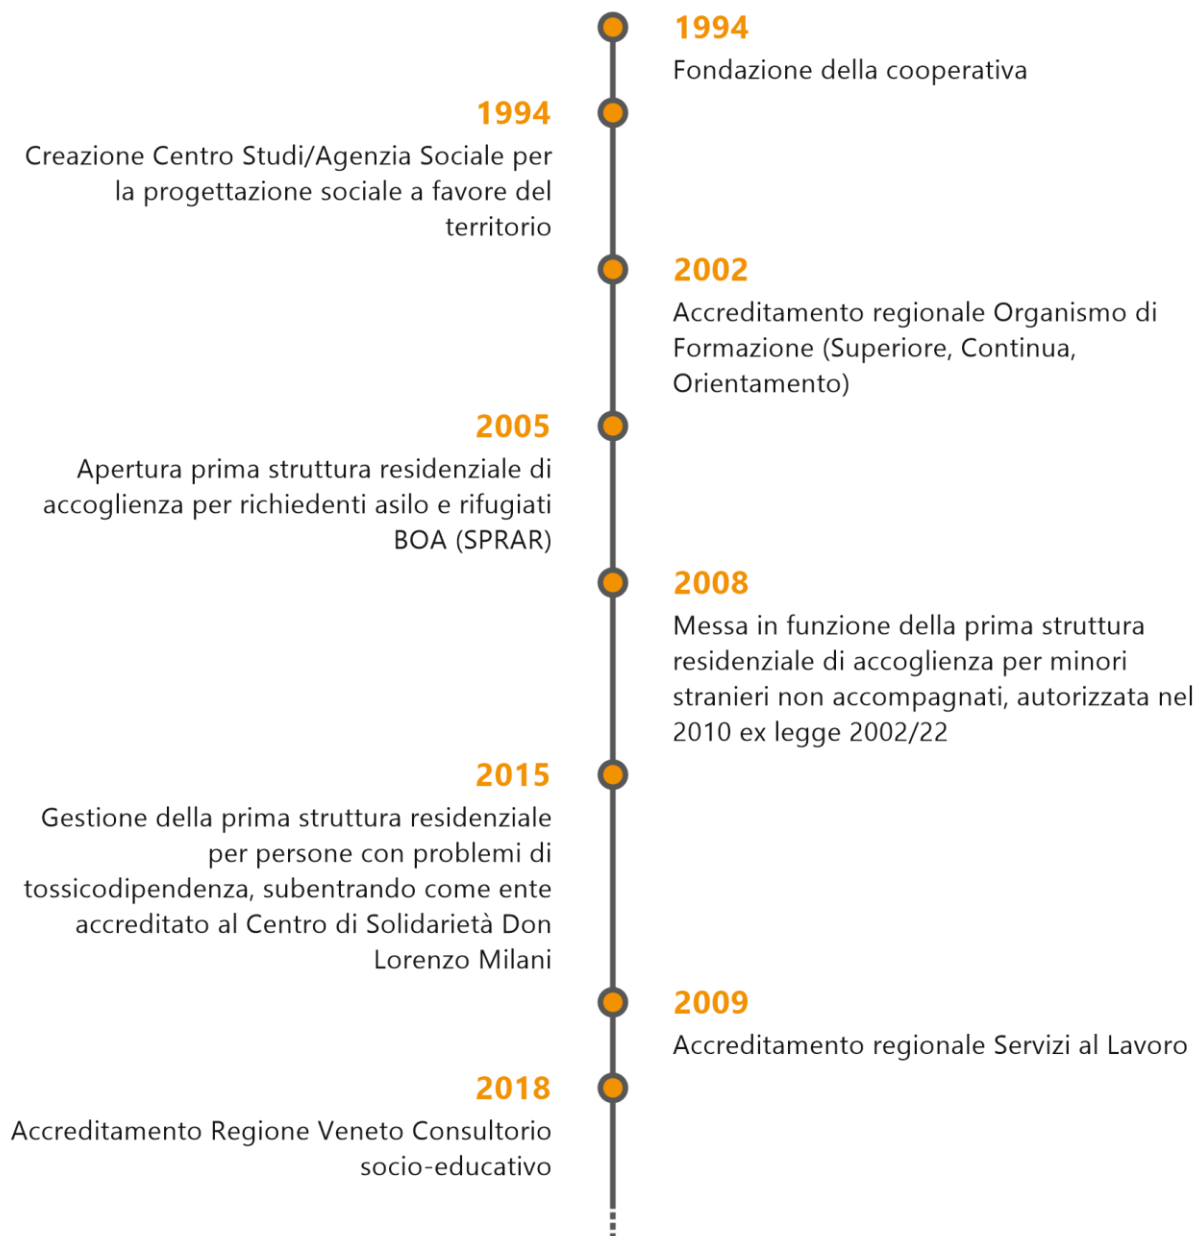 1994
Fondazione della cooperativa
1994
Creazione Centro Studi/Agenzia Sociale per
la progettazione sociale a favore del
territorio
2002
Accreditamento regionale Organismo di
Formazione (Superiore, Continua,
Orientamento)
2005
Apertura prima struttura residenziale di
accoglienza per richiedenti asilo e rifugiati
BOA (SPRAR)
2008
Messa in funzione della prima struttura
residenziale di accoglienza per minori
stranieri non accompagnati, autorizzata nel
2010 ex legge 2002/22
2015
Gestione della prima struttura residenziale
per persone con problemi di
tossicodipendenza, subentrando come ente
accreditato al Centro di Solidarietà Don
Lorenzo Milani
2009
Accreditamento regionale Servizi al Lavoro
2018
Accreditamento Regione Veneto Consultorio
socio-educativo